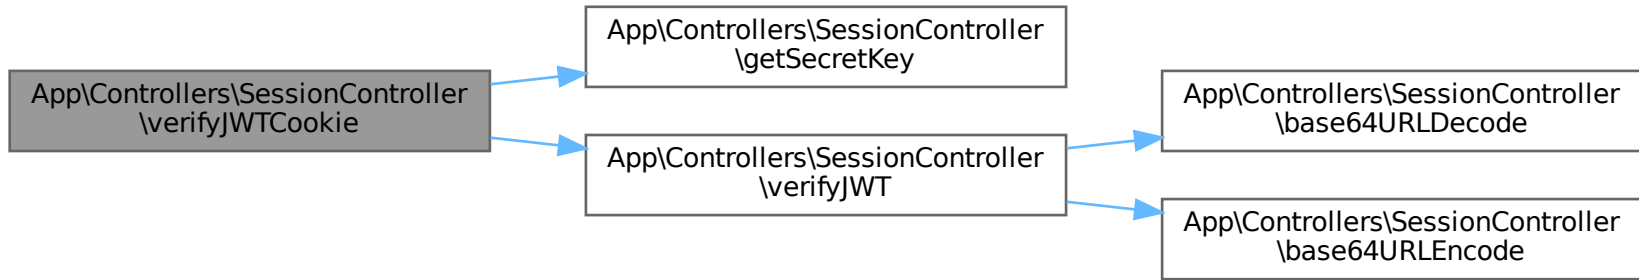 App\Controllers\SessionController
\verifyJWTCookie
App\Controllers\SessionController
\getSecretKey
App\Controllers\SessionController
\verifyJWT
App\Controllers\SessionController
\base64URLDecode
App\Controllers\SessionController
\base64URLEncode